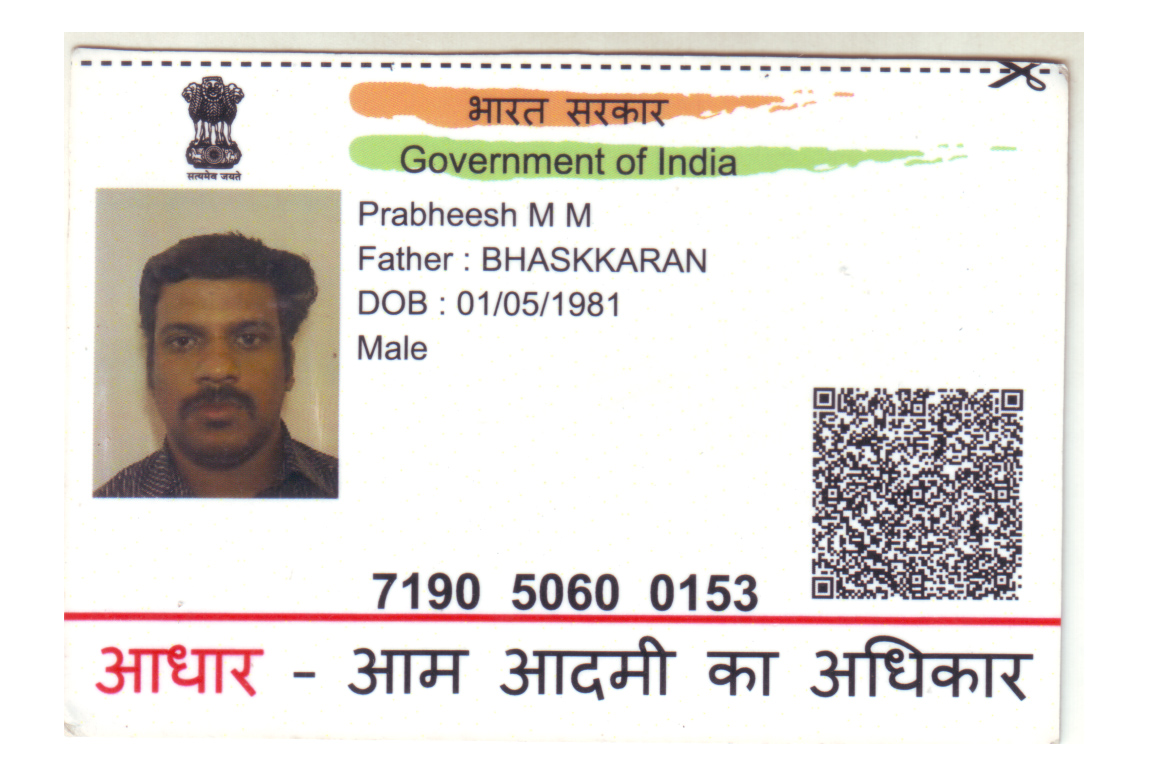 भारत सरकार
Government of India
सत्यमेव जयते
Prabheesh M M
Father : BHASKKARAN
DOB : 01/05/1981
Male
7190 5060 0153
आधार - आम आदमी का अधिकार